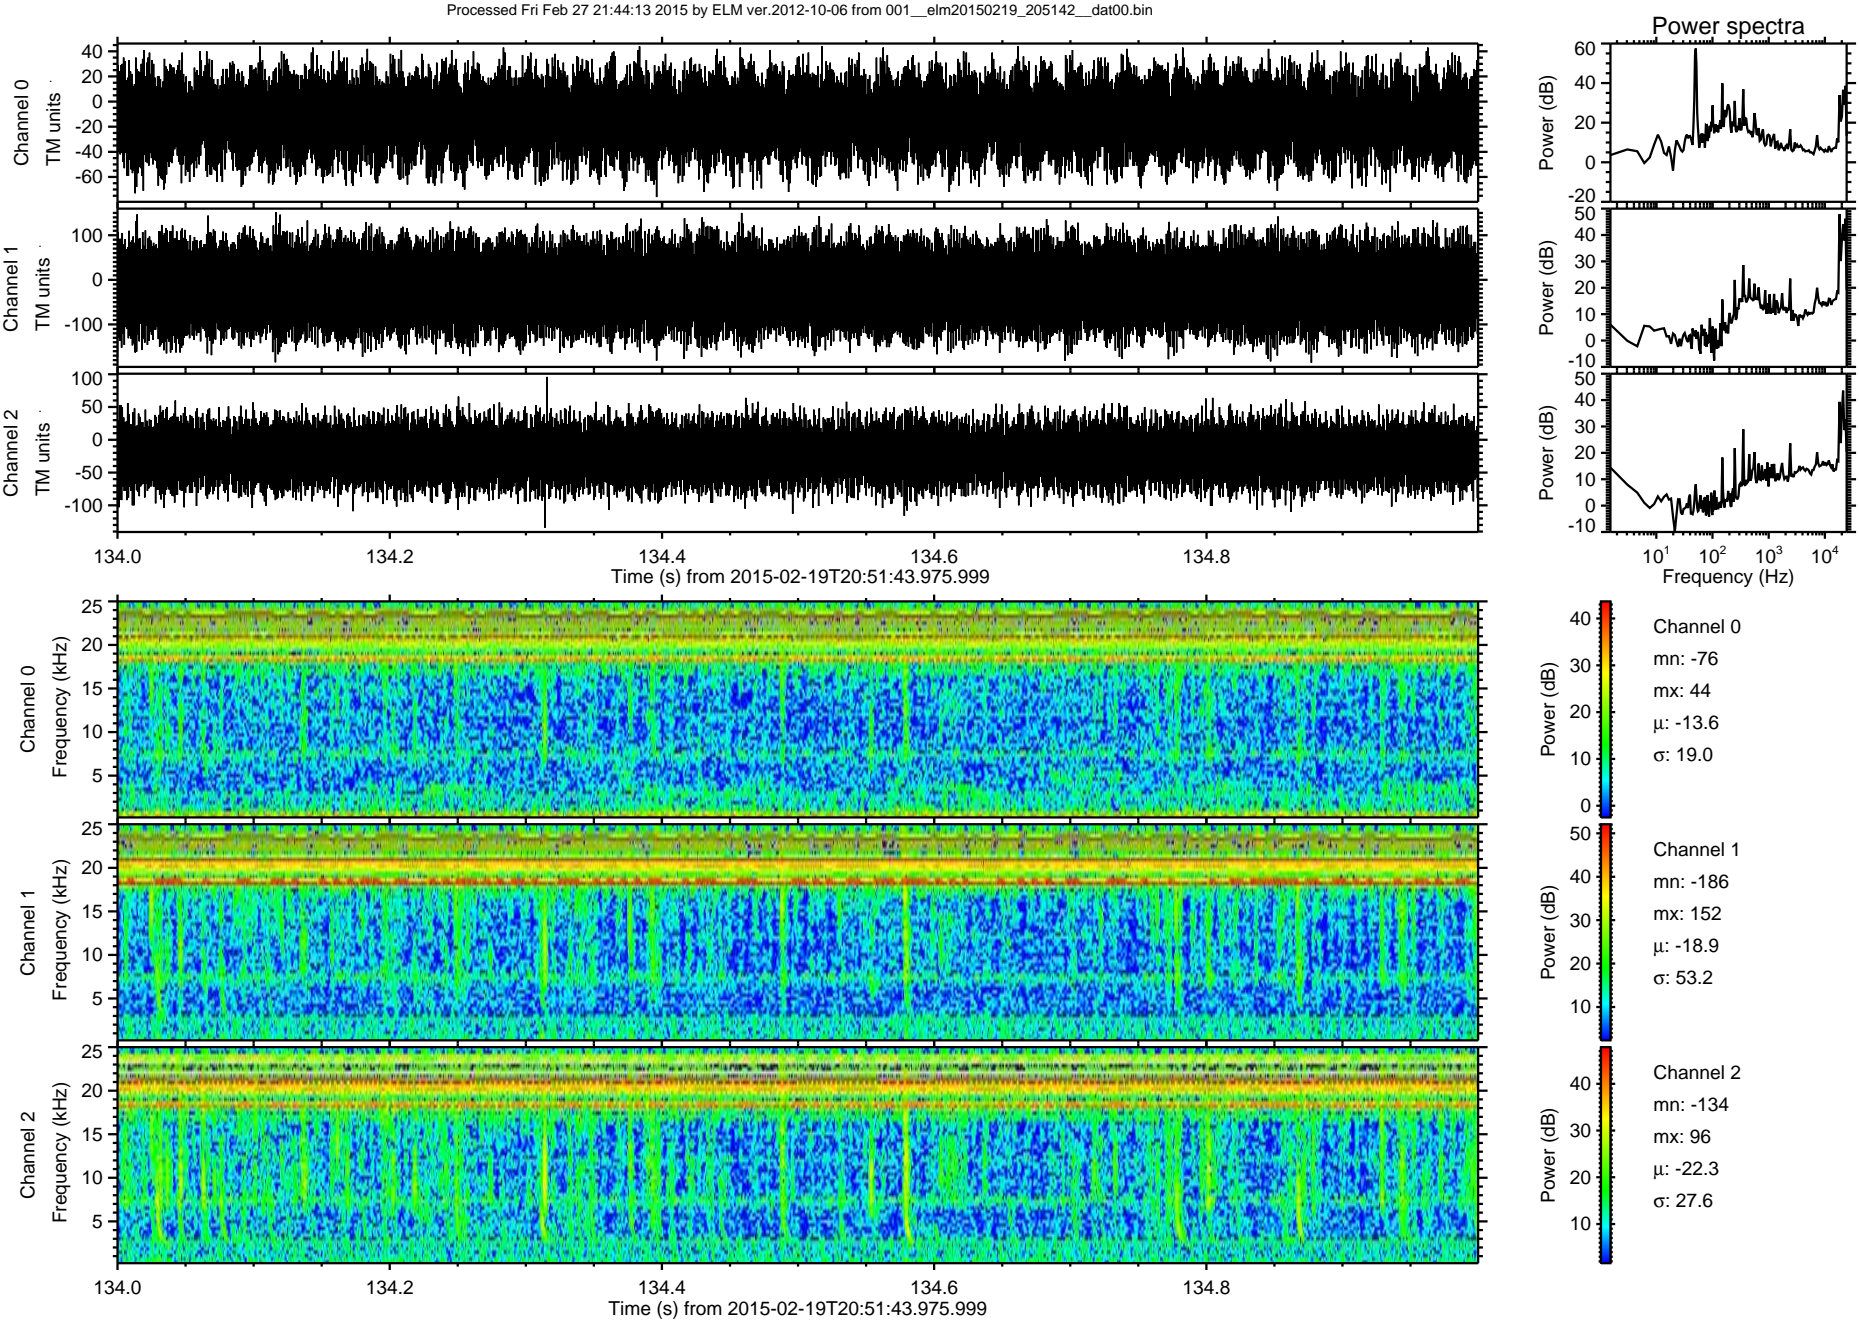 Processed Fri Feb 27 21:44:13 2015 by ELM ver.2012-10-06 from 001__elm20150219_205142__dat00.bin
Power spectra
Channel 0
TM units
40
20
0
-20
-40
-60
Power (dB)
60
40
20
0
-20
Channel 1
TM units
100
0
-100
Power (dB)
50
40
30
20
10
0
-10
Channel 2
TM units
100
50
0
-50
-100
Power (dB)
50
40
30
20
10
0
-10
134.0 134.2 134.4 134.6 134.8
Time (s) from 2015-02-19T20:51:43.975.999
10¹ 10² 10³ 10⁴
Frequency (Hz)
Channel 0
Frequency (kHz)
25
20
15
10
5
Power (dB)
40
30
20
10
0
Channel 0
mn: -76
mx: 44
μ: -13.6
σ: 19.0
Channel 1
Frequency (kHz)
25
20
15
10
5
Power (dB)
50
40
30
20
10
Channel 1
mn: -186
mx: 152
μ: -18.9
σ: 53.2
Channel 2
Frequency (kHz)
25
20
15
10
5
Power (dB)
40
30
20
10
Channel 2
mn: -134
mx: 96
μ: -22.3
σ: 27.6
134.0 134.2 134.4 134.6 134.8
Time (s) from 2015-02-19T20:51:43.975.999